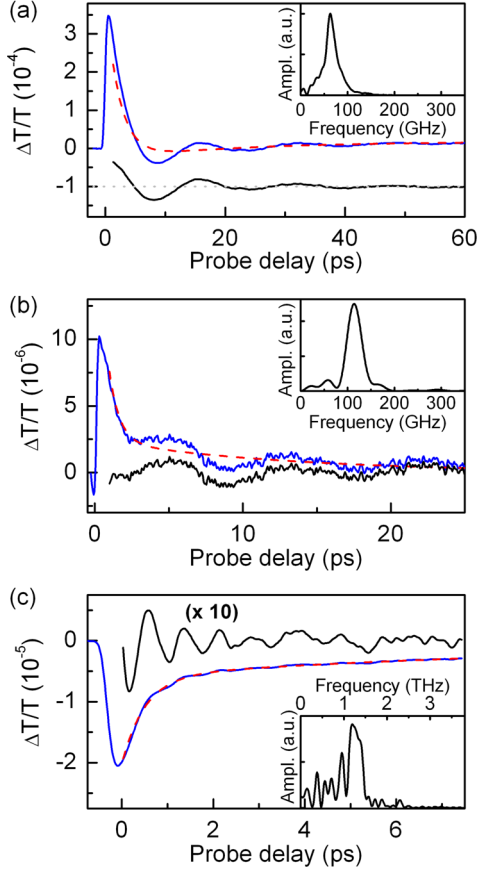 (a)
3
2
1
0
-1
ΔT/T (10⁻⁴)
0
20
40
60
Probe delay (ps)
Ampl. (a.u.)
0
100
200
300
Frequency (GHz)
(b)
10
5
0
ΔT/T (10⁻⁶)
0
10
20
Probe delay (ps)
Ampl. (a.u.)
0
100
200
300
Frequency (GHz)
(c)
(x 10)
0
-1
-2
ΔT/T (10⁻⁵)
0
2
4
6
Probe delay (ps)
Frequency (THz)
0
1
2
3
Ampl. (a.u.)